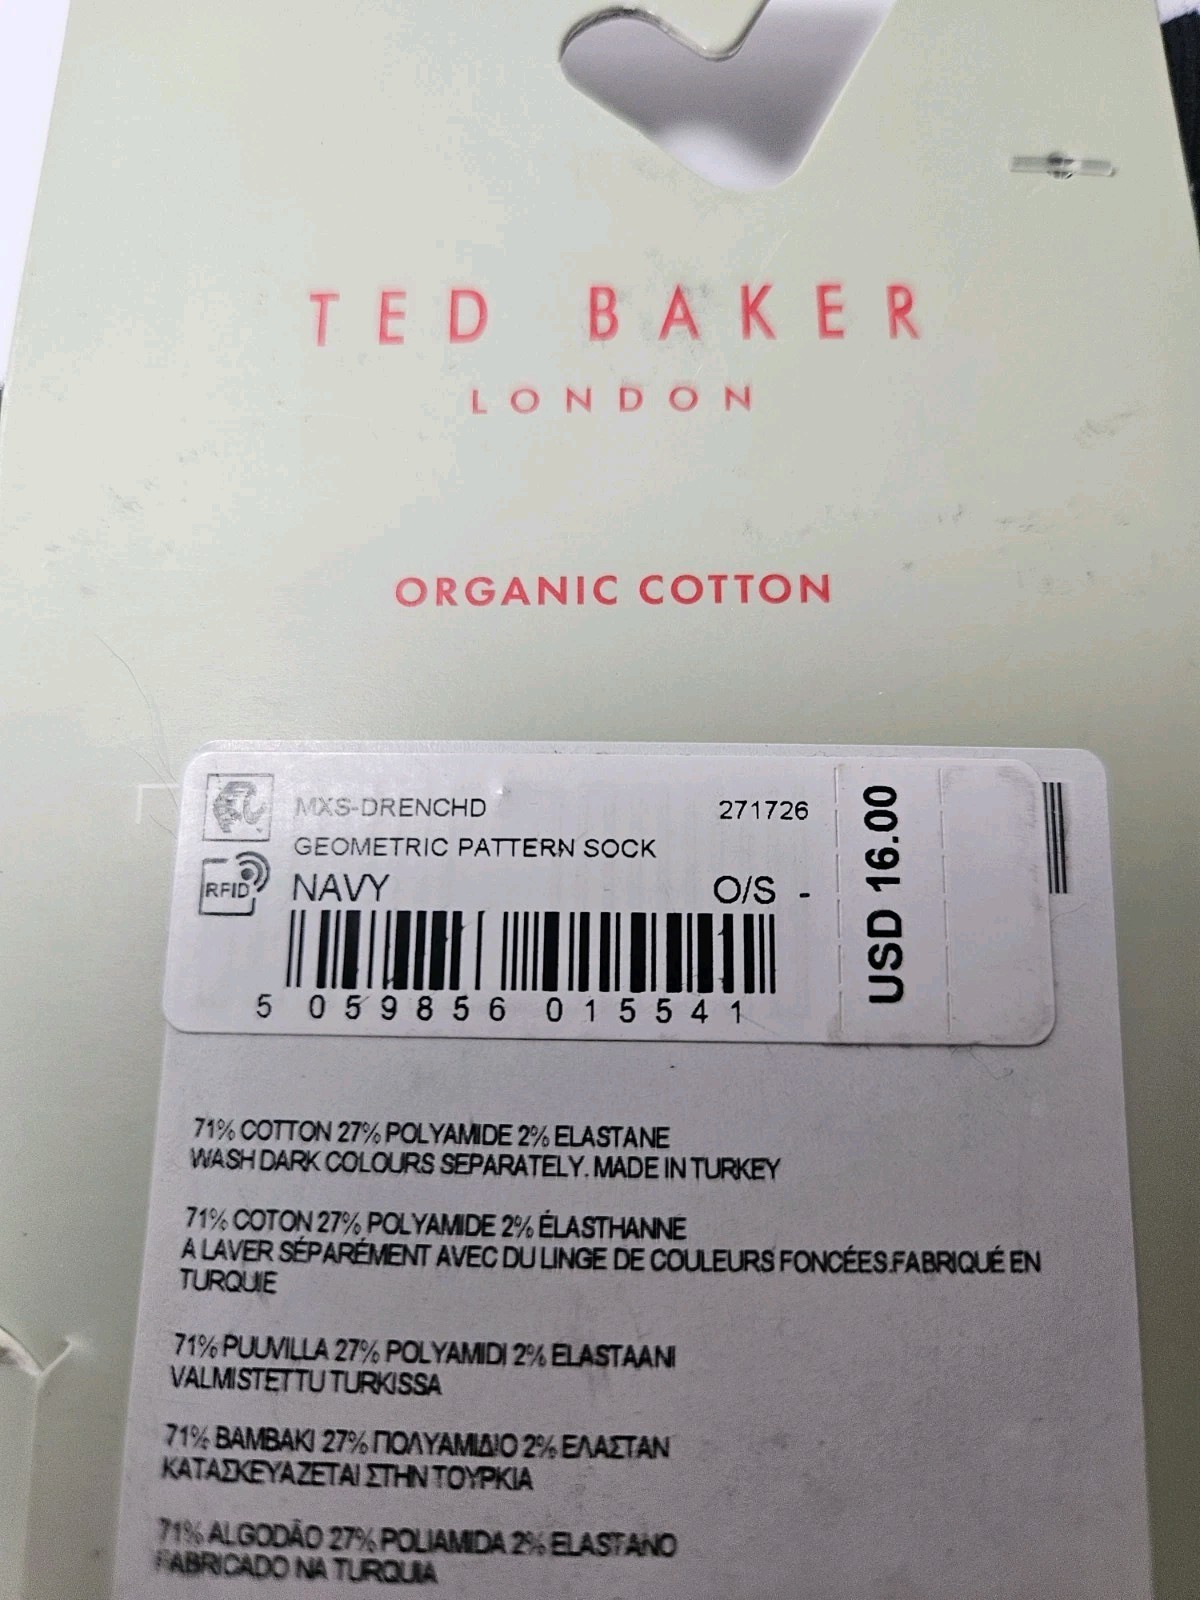 TED BAKER
LONDON
ORGANIC COTTON
MXS-DRENCHD 271726
GEOMETRIC PATTERN SOCK
RFID NAVY O/S -
5 059856 015541
USD 16.00
71% COTTON 27% POLYAMIDE 2% ELASTANE
WASH DARK COLOURS SEPARATELY. MADE IN TURKEY
71% COTON 27% POLYAMIDE 2% ÉLASTHANNE
A LAVER SÉPARÉMENT AVEC DU LINGE DE COULEURS FONCÉES.FABRIQUÉ EN
TURQUIE
71% PUUVILLA 27% POLYAMIDI 2% ELASTAANI
VALMISTETTU TURKISSA
71% ΒΑΜΒΑΚΙ 27% ΠΟΛΥΑΜΙΔΙΟ 2% ΕΛΑΣΤΑΝ
ΚΑΤΑΣΚΕΥΑΖΕΤΑΙ ΣΤΗΝ ΤΟΥΡΚΙΑ
71% ALGODÃO 27% POLIAMIDA 2% ELASTANO
FABRICADO NA TURQUIA